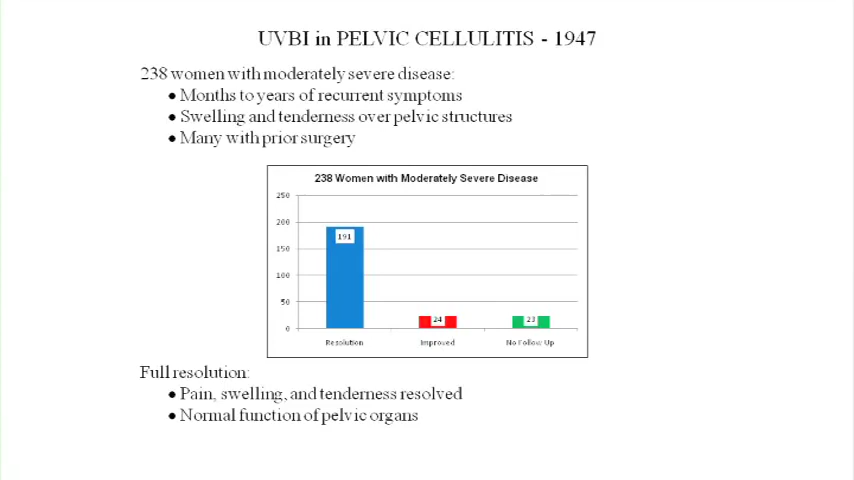 UVBI in PELVIC CELLULITIS - 1947
238 women with moderately severe disease:
● Months to years of recurrent symptoms
● Swelling and tenderness over pelvic structures
● Many with prior surgery
238 Women with Moderately Severe Disease
250
200
191
150
100
50
24
23
0
Resolution Improved No Follow Up
Full resolution:
● Pain, swelling, and tenderness resolved
● Normal function of pelvic organs